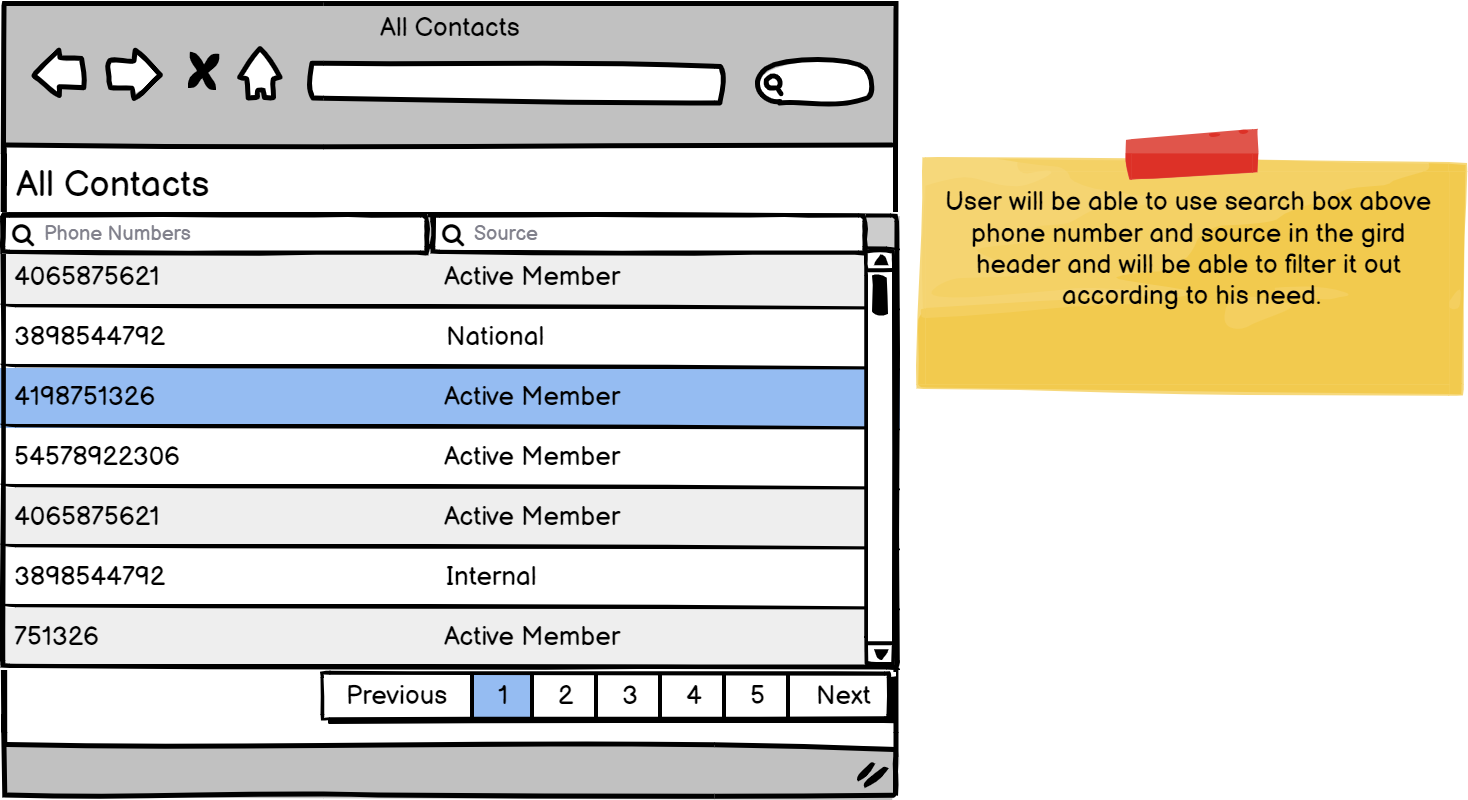 All Contacts
All Contacts
Phone Numbers Source
4065875621 Active Member
3898544792 National
4198751326 Active Member
54578922306 Active Member
4065875621 Active Member
3898544792 Internal
751326 Active Member
Previous 1 2 3 4 5 Next
User will be able to use search box above
phone number and source in the gird
header and will be able to filter it out
according to his need.